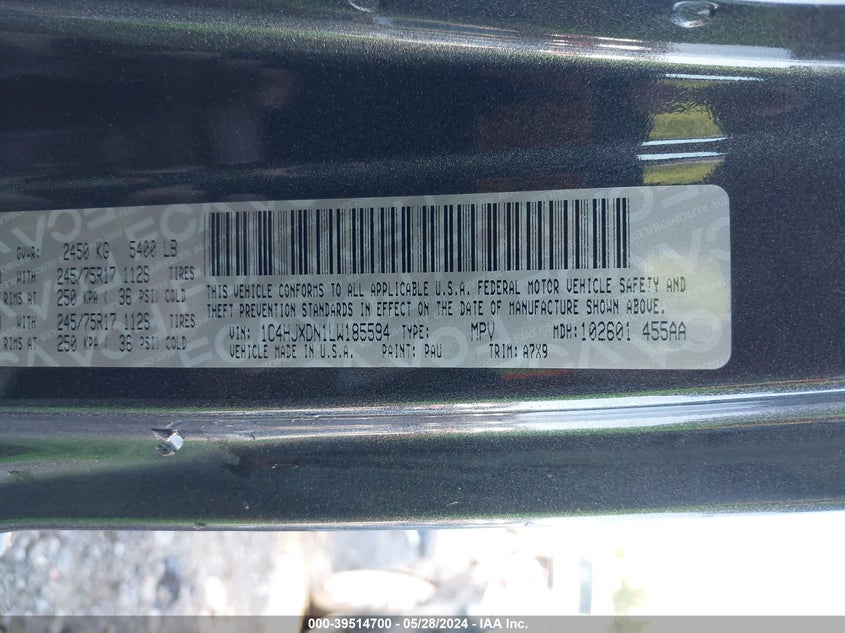 GVWR: 2450 KG 5400 LB
WITH 245/75R17 112S TIRES
RIMS AT 250 KPA ( 36 PSI) COLD
WITH 245/75R17 112S TIRES
RIMS AT 250 KPA ( 36 PSI) COLD
THIS VEHICLE CONFORMS TO ALL APPLICABLE U.S.A. FEDERAL MOTOR VEHICLE SAFETY AND
THEFT PREVENTION STANDARDS IN EFFECT ON THE DATE OF MANUFACTURE SHOWN ABOVE.
VIN: 1C4HJXDN1LW185584 TYPE: MPV MDH: 102601 455AA
VEHICLE MADE IN U.S.A. PAINT: PAU TRIM: A7X9
000-39514700 - 05/28/2024 - IAA Inc.